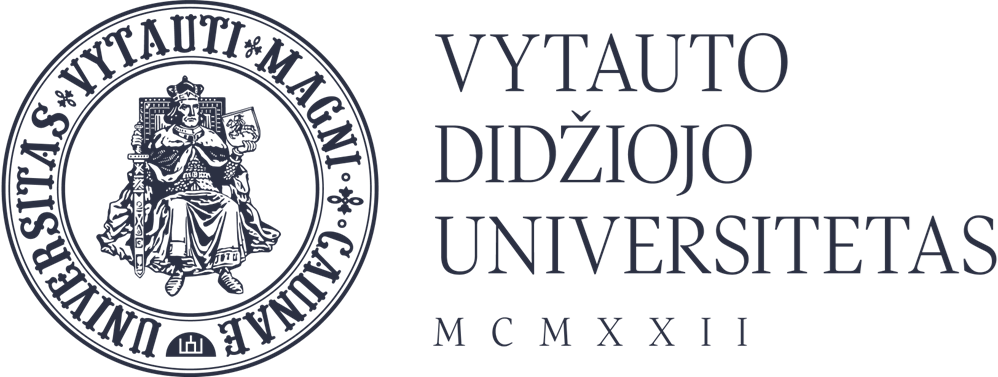 UNIVERSITAS VYTAUTI MAGNI CAUNAE
VYTAUTO
DIDŽIOJO
UNIVERSITETAS
MCMXXII